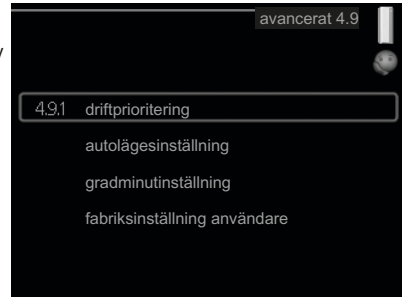 avancerat 4.9
4.9.1 driftprioritering
autolägesinställning
gradminutinställning
fabriksinställning användare